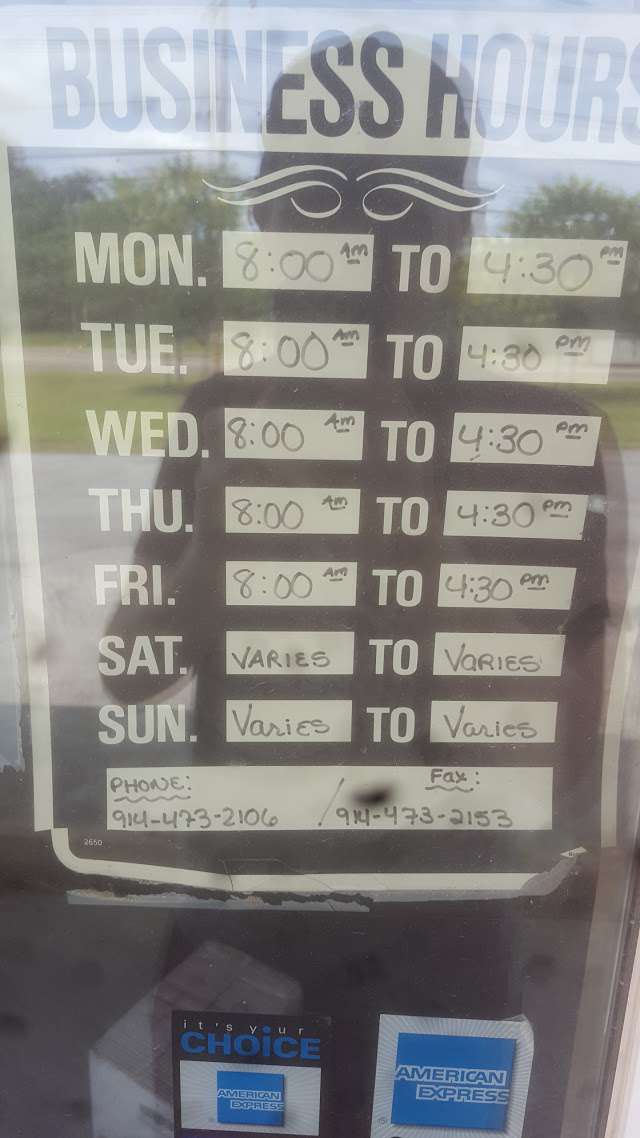 BUSINESS HOURS
MON. 8:00 Am TO 4:30 pm
TUE. 8:00 Am TO 4:30 pm
WED. 8:00 Am TO 4:30 pm
THU. 8:00 Am TO 4:30 pm
FRI. 8:00 Am TO 4:30 pm
SAT. VARIES TO VaRIES
SUN. Varies TO Varies
PHONE: Fax:
914-473-2106 / 914-473-2153
2650
it's your
CHOiCE
AMERICAN
EXPRESS
AMERICAN
EXPRESS